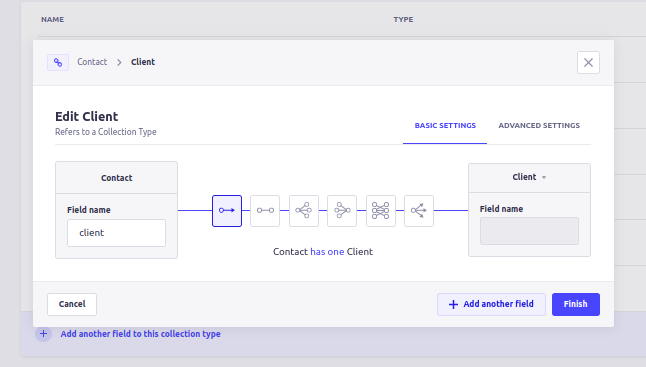 NAME TYPE
Contact > Client
Edit Client
Refers to a Collection Type
BASIC SETTINGS ADVANCED SETTINGS
Contact
Field name
client
Client
Field name
Contact has one Client
Cancel
+ Add another field
Finish
+ Add another field to this collection type